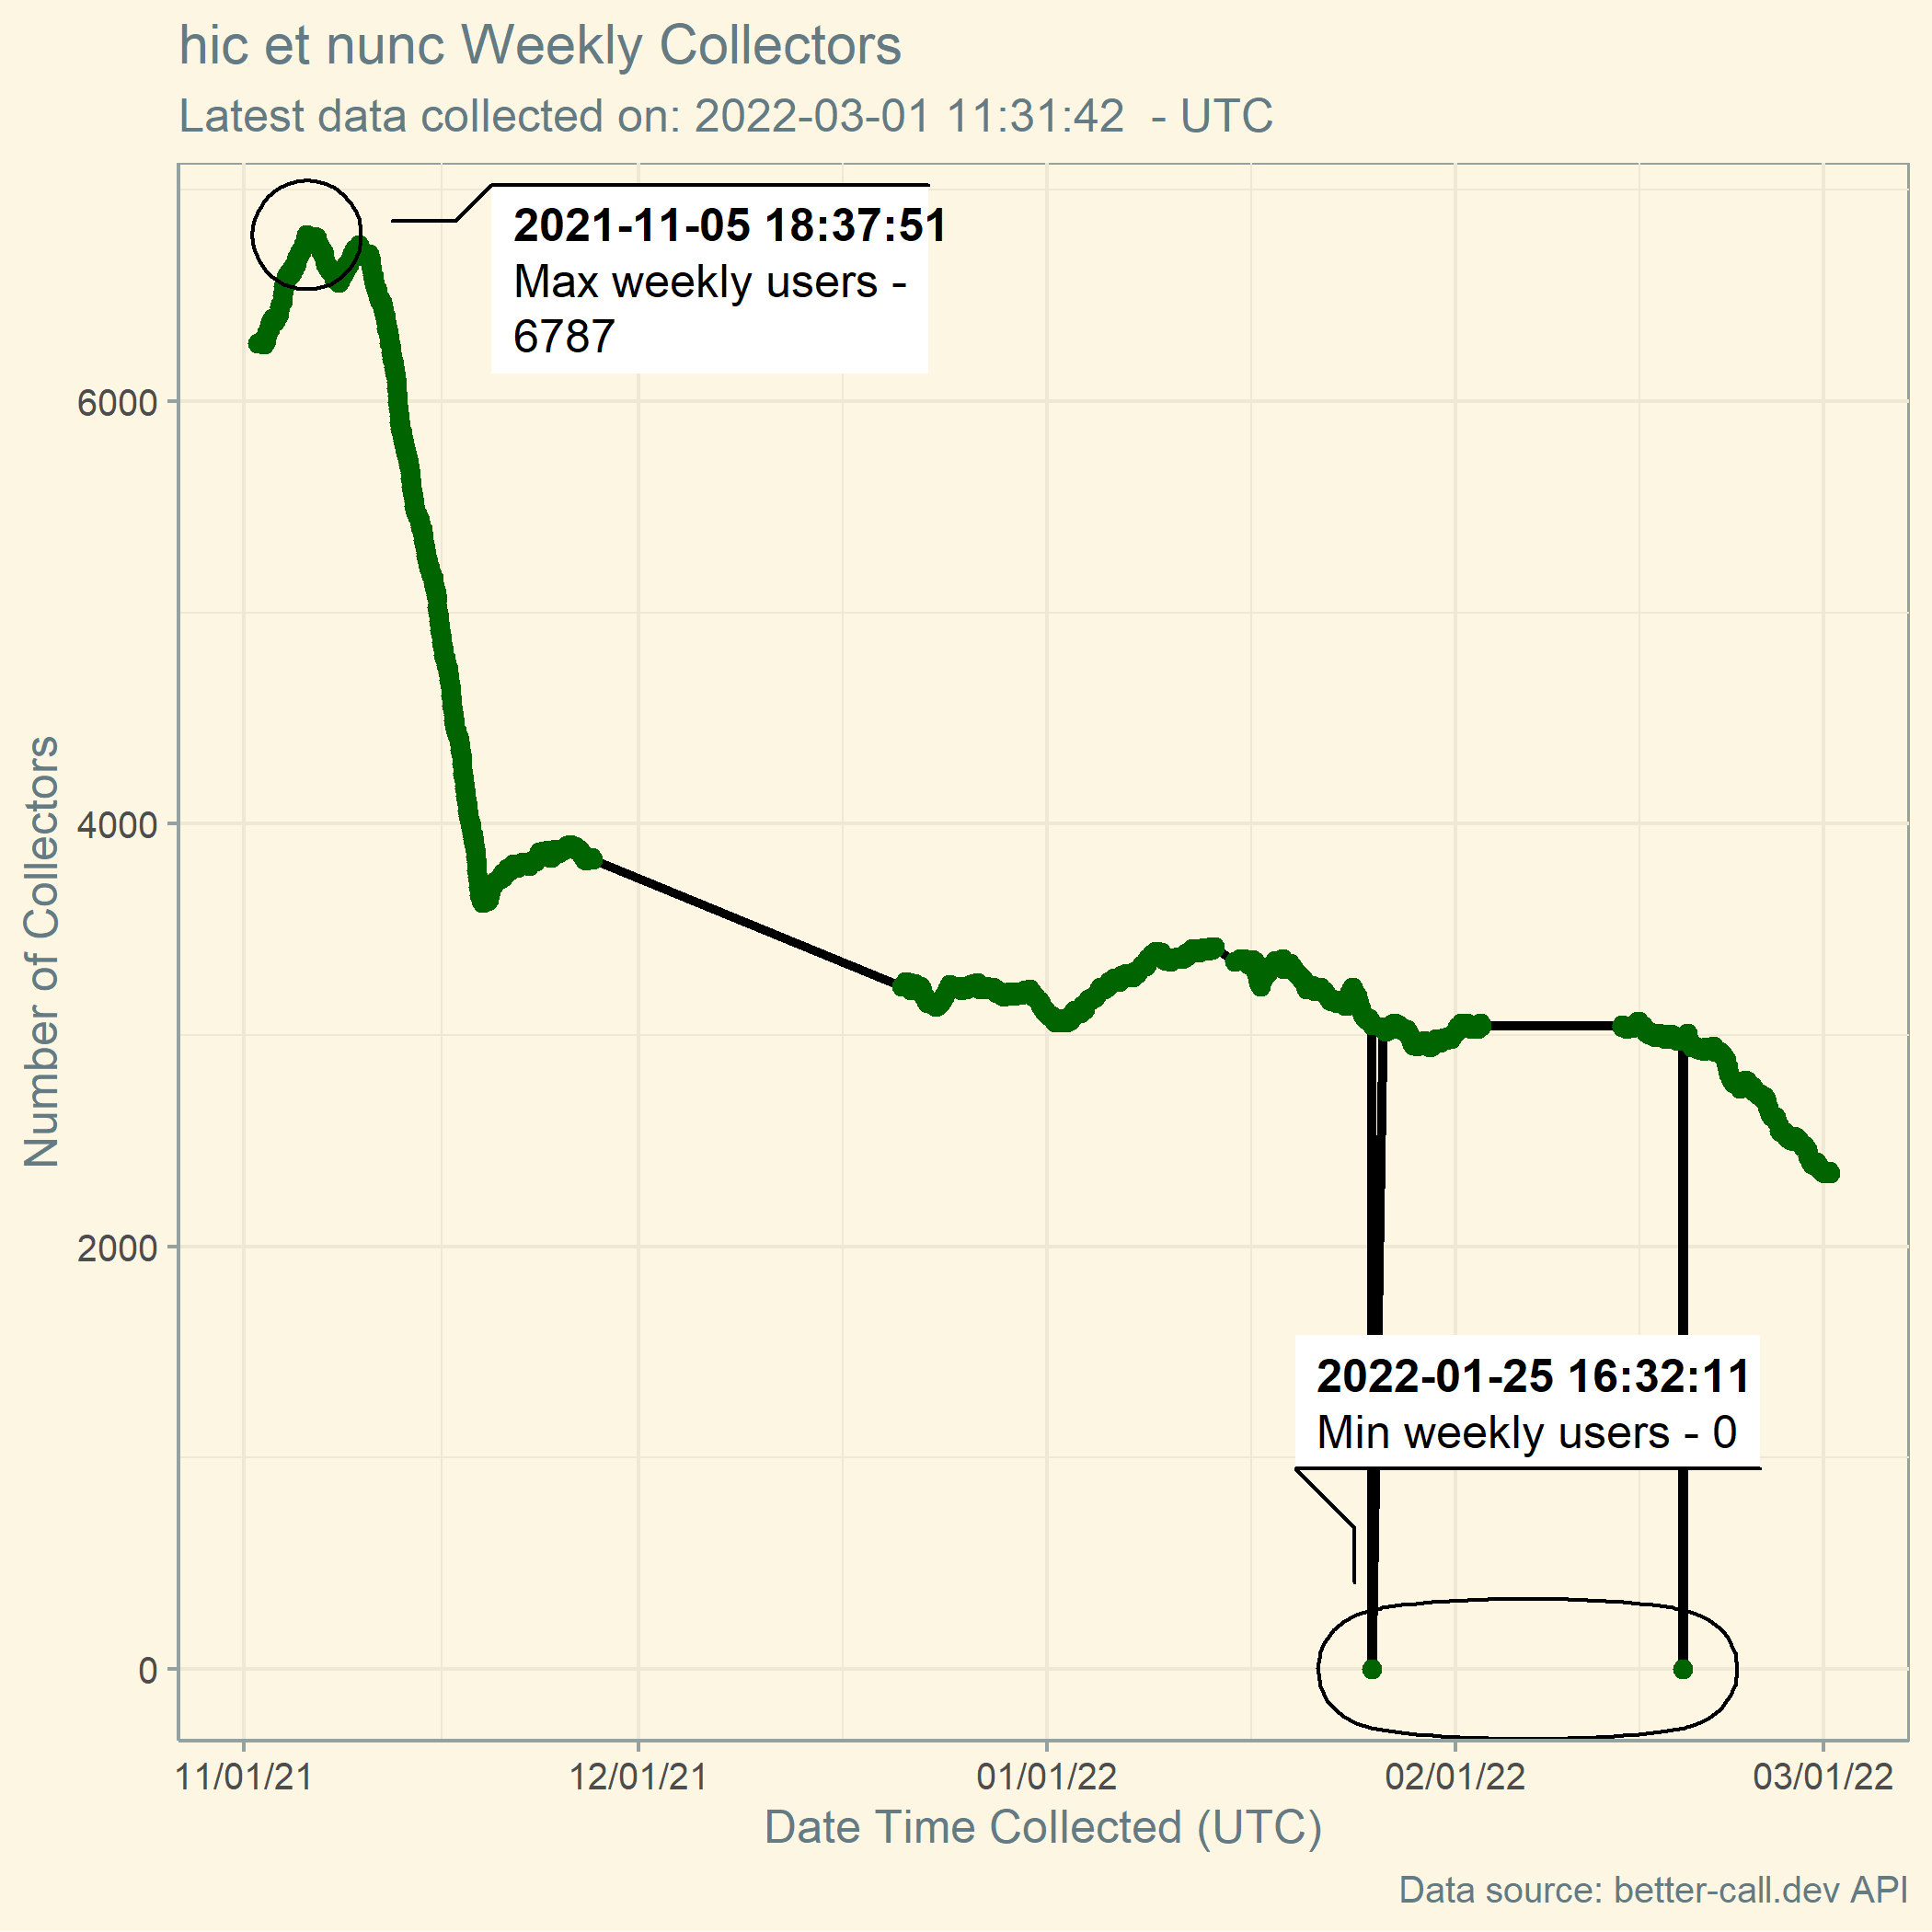 hic et nunc Weekly Collectors
Latest data collected on: 2022-03-01 11:31:42  - UTC
2021-11-05 18:37:51
Max weekly users -
6787
6000
4000
2000
0
Number of Collectors
2022-01-25 16:32:11
Min weekly users - 0
11/01/21 12/01/21 01/01/22 02/01/22 03/01/22
Date Time Collected (UTC)
Data source: better-call.dev API